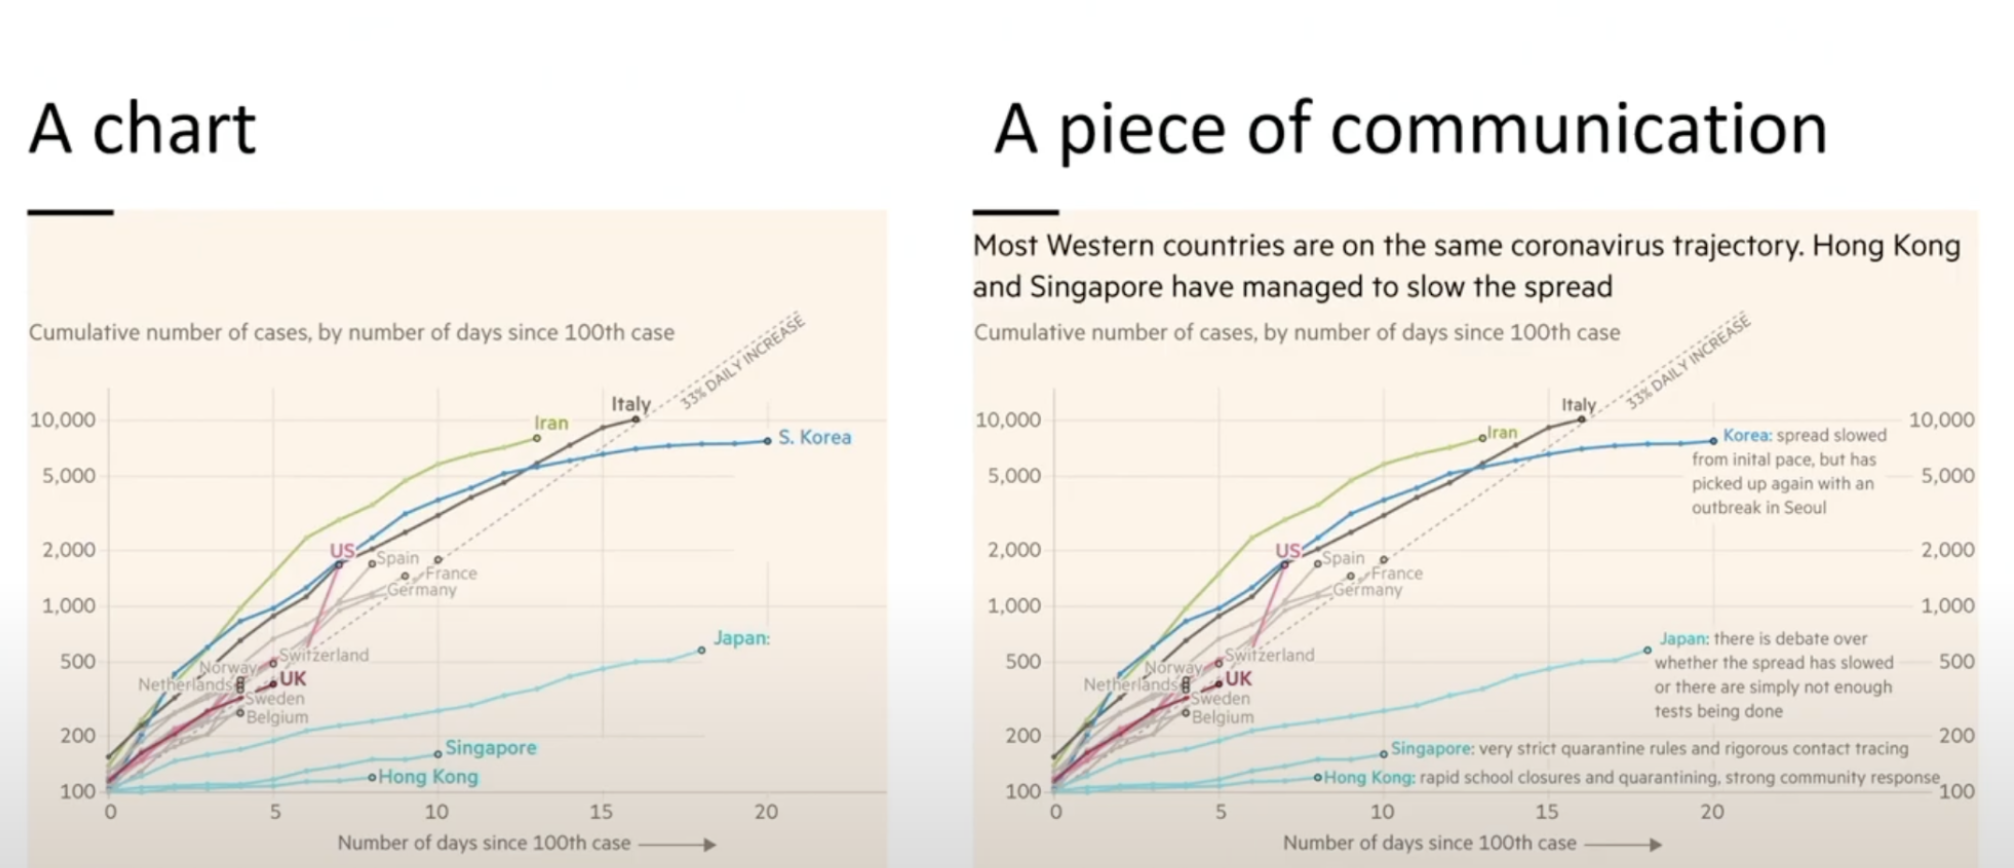 A chart
Cumulative number of cases, by number of days since 100th case
33% DAILY INCREASE
10,000
5,000
2,000
1,000
500
200
100
Iran
Italy
S. Korea
US
Spain
France
Germany
Japan:
Switzerland
Norway
Netherlands
UK
Sweden
Belgium
Singapore
Hong Kong
0
5
10
15
20
Number of days since 100th case
A piece of communication
Most Western countries are on the same coronavirus trajectory. Hong Kong
and Singapore have managed to slow the spread
Cumulative number of cases, by number of days since 100th case
33% DAILY INCREASE
10,000
5,000
2,000
1,000
500
200
100
Iran
Italy
Korea: spread slowed
from inital pace, but has
picked up again with an
outbreak in Seoul
US
Spain
France
Germany
Japan: there is debate over
whether the spread has slowed
or there are simply not enough
tests being done
Switzerland
Norway
Netherlands
UK
Sweden
Belgium
Singapore: very strict quarantine rules and rigorous contact tracing
Hong Kong: rapid school closures and quarantining, strong community response
10,000
5,000
2,000
1,000
500
200
100
0
5
10
15
20
Number of days since 100th case